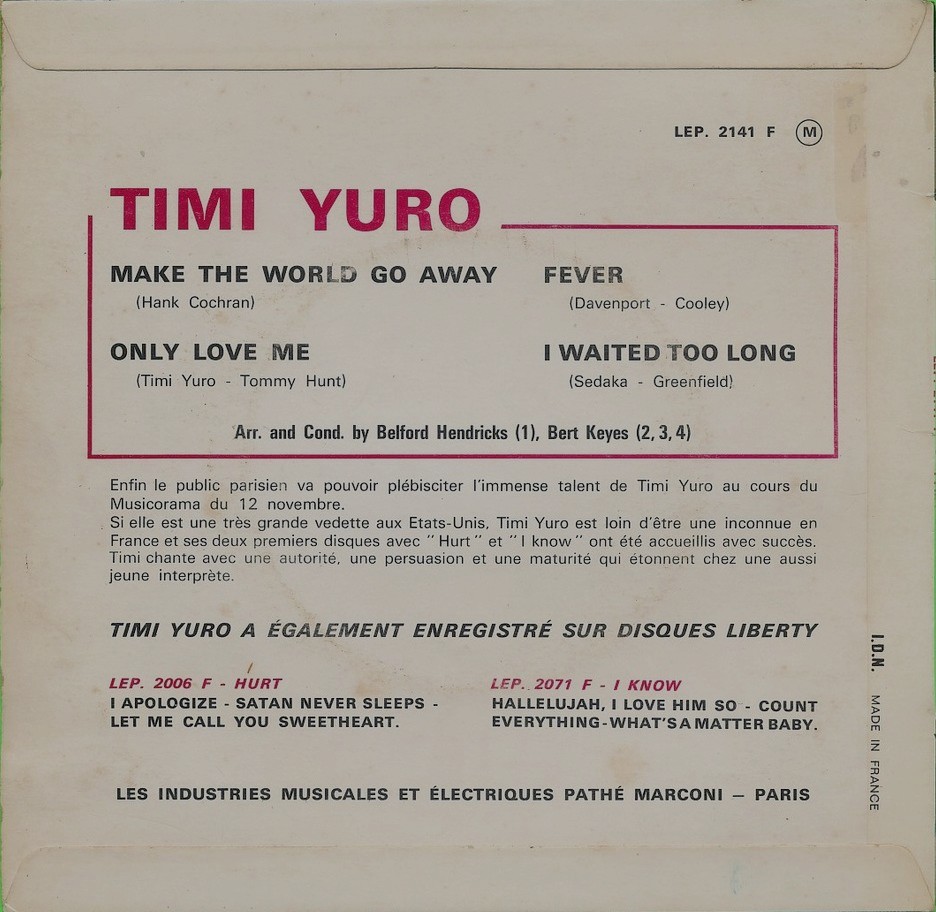 LEP. 2141 F M
TIMI YURO
MAKE THE WORLD GO AWAY
(Hank Cochran)
ONLY LOVE ME
(Timi Yuro - Tommy Hunt)
FEVER
(Davenport - Cooley)
I WAITED TOO LONG
(Sedaka - Greenfield)
Arr. and Cond. by Belford Hendricks (1), Bert Keyes (2, 3, 4)
Enfin le public parisien va pouvoir plébisciter l'immense talent de Timi Yuro au cours du
Musicorama du 12 novembre.
Si elle est une très grande vedette aux Etats-Unis, Timi Yuro est loin d'être une inconnue en
France et ses deux premiers disques avec "Hurt" et "I know" ont été accueillis avec succès.
Timi chante avec une autorité, une persuasion et une maturité qui étonnent chez une aussi
jeune interprète.
TIMI YURO A ÉGALEMENT ENREGISTRÉ SUR DISQUES LIBERTY
LEP. 2006 F - HURT
I APOLOGIZE - SATAN NEVER SLEEPS -
LET ME CALL YOU SWEETHEART.
LEP. 2071 F - I KNOW
HALLELUJAH, I LOVE HIM SO - COUNT
EVERYTHING - WHAT'S A MATTER BABY.
LES INDUSTRIES MUSICALES ET ÉLECTRIQUES PATHÉ MARCONI — PARIS
I.D.N. MADE IN FRANCE